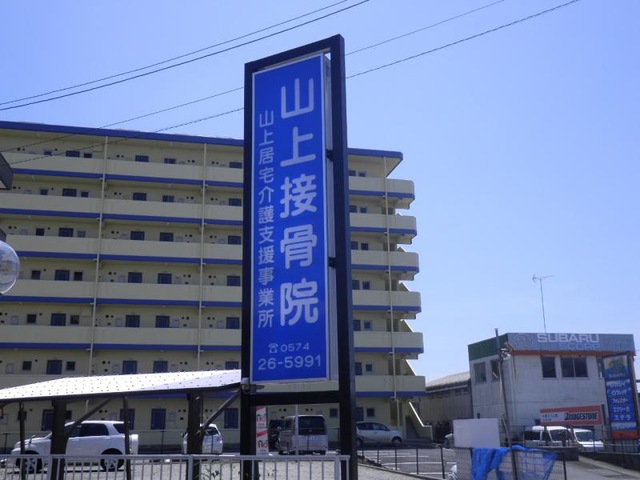 山上接骨院
山上居宅介護支援事業所
☎0574
26-5991
SUBARU
BRIDGESTONE